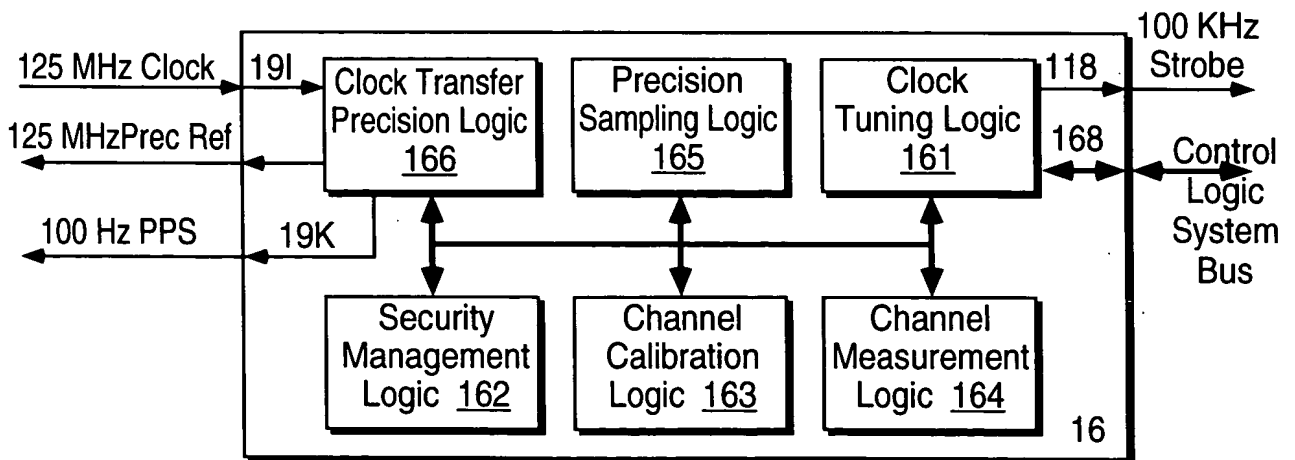 125 MHz Clock
19I
125 MHzPrec Ref
100 Hz PPS
19K
Clock Transfer
Precision Logic
166
Precision
Sampling Logic
165
Clock
Tuning Logic
161
118
168
100 KHz
Strobe
Control
Logic
System
Bus
Security
Management
Logic 162
Channel
Calibration
Logic 163
Channel
Measurement
Logic 164
16